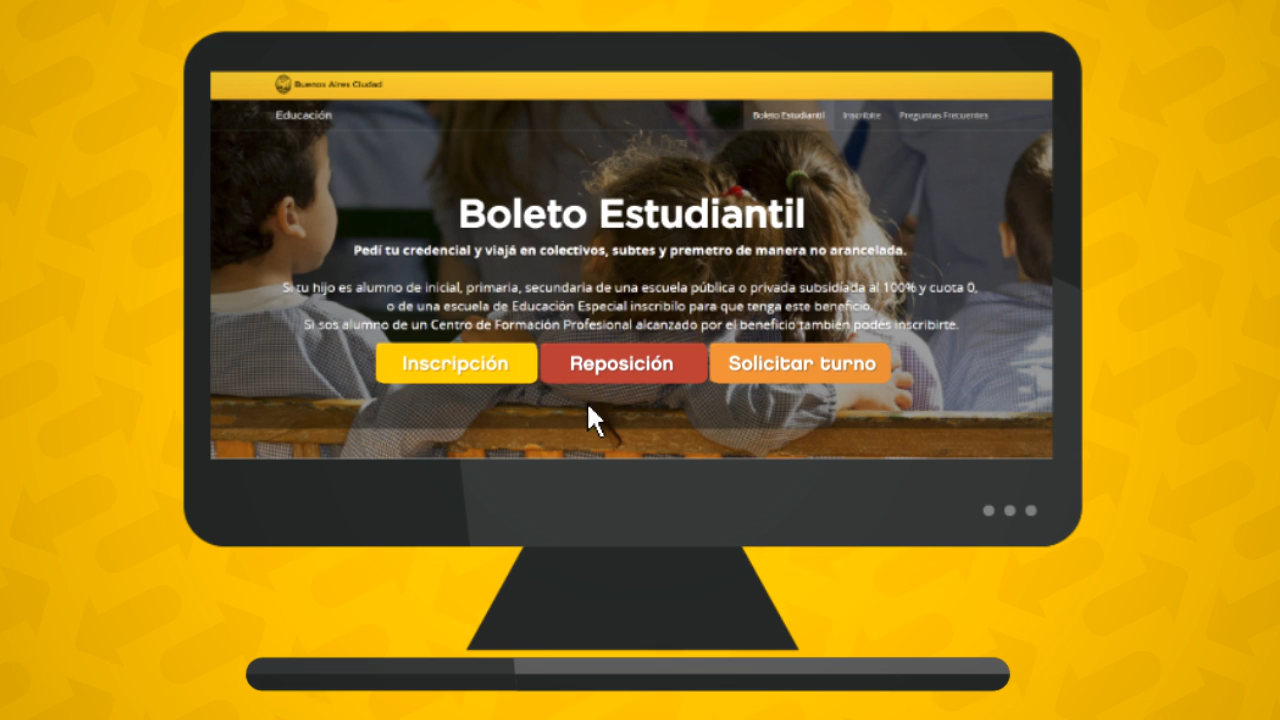 Buenos Aires Ciudad
Educación
Boleto Estudiantil Inscribite Preguntas Frecuentes
Boleto Estudiantil
Pedí tu credencial y viajá en colectivos, subtes y premetro de manera no arancelada.
Si tu hijo es alumno de inicial, primaria, secundaria de una escuela pública o privada subsidiada al 100% y cuota 0,
o de una escuela de Educación Especial inscribilo para que tenga este beneficio.
Si sos alumno de un Centro de Formación Profesional alcanzado por el beneficio también podés inscribirte.
Inscripción Reposición Solicitar turno